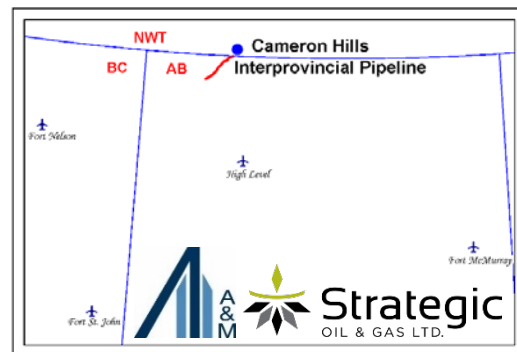 NWT
Cameron Hills
BC
AB
Interprovincial Pipeline
Fort Nelson
High Level
Fort McMurray
Fort St. John
A&M
Strategic
OIL & GAS LTD.